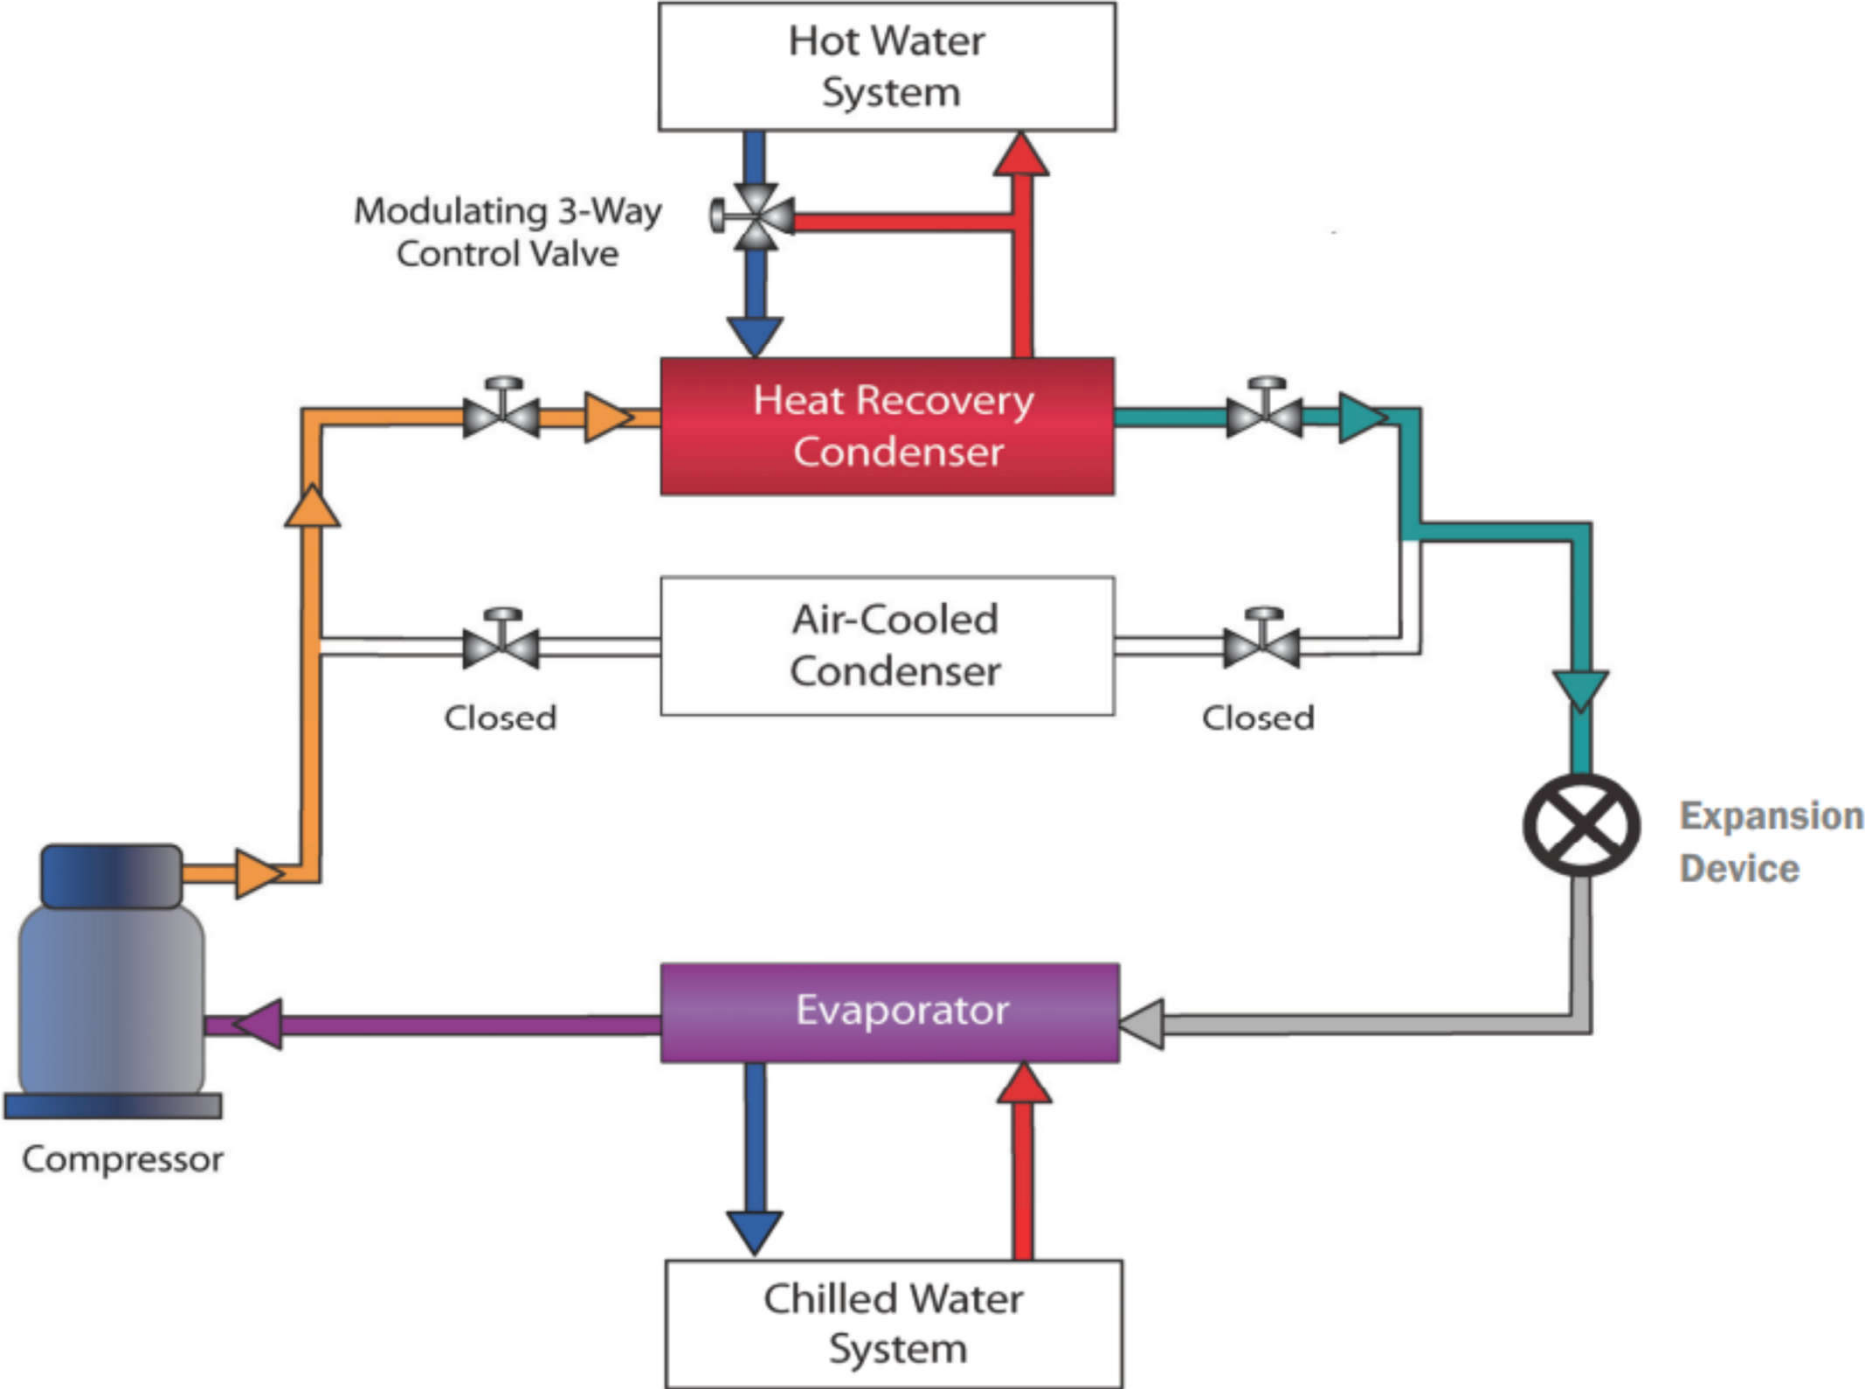 Hot Water
System
Modulating 3-Way
Control Valve
Heat Recovery
Condenser
Air-Cooled
Condenser
Closed
Closed
Expansion
Device
Evaporator
Compressor
Chilled Water
System